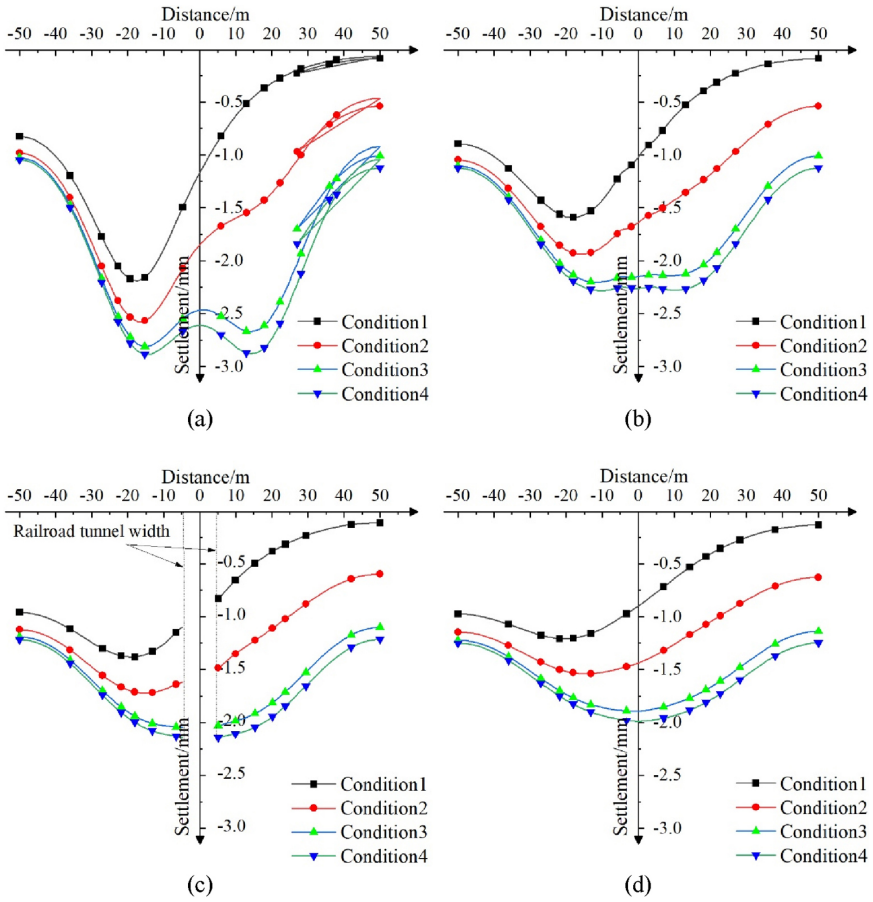 Distance/m Distance/m
-50 -40 -30 -20 -10 0 10 20 30 40 50 -50 -40 -30 -20 -10 0 10 20 30 40 50
-0.5 -0.5
-1.0 -1.0
-1.5 -1.5
-2.0 -2.0
-2.5 -2.5
-3.0 -3.0
Settlement/mm Settlement/mm
Condition1 Condition1
Condition2 Condition2
Condition3 Condition3
Condition4 Condition4
(a) (b)
Distance/m Distance/m
-50 -40 -30 -20 -10 0 10 20 30 40 50 -50 -40 -30 -20 -10 0 10 20 30 40 50
Railroad tunnel width
-0.5 -0.5
-1.0 -1.0
-1.5 -1.5
-2.0 -2.0
-2.5 -2.5
-3.0 -3.0
Settlement/mm Settlement/mm
Condition1 Condition1
Condition2 Condition2
Condition3 Condition3
Condition4 Condition4
(c) (d)